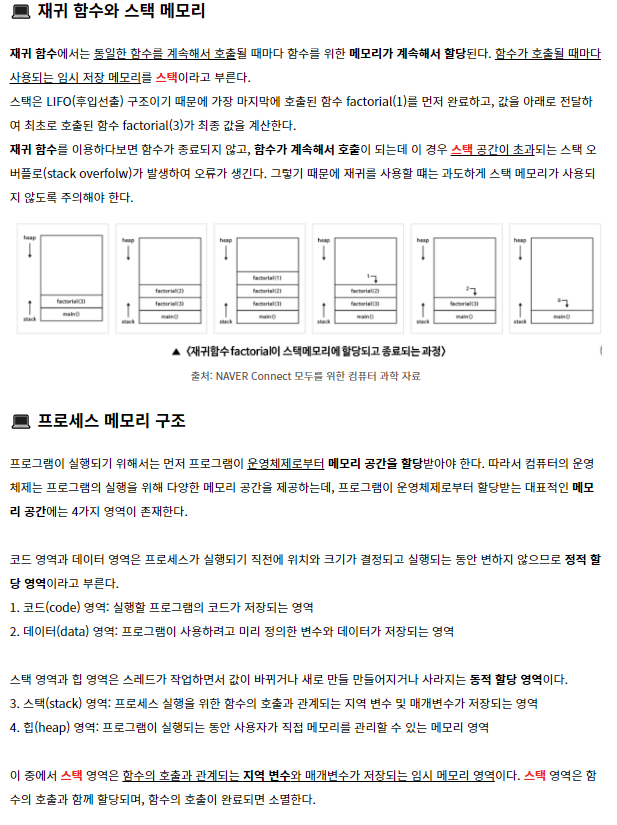 재귀 함수와 스택 메모리
재귀 함수에서는 동일한 함수를 계속해서 호출될 때마다 함수를 위한 메모리가 계속해서 할당된다. 함수가 호출될 때마다
사용되는 임시 저장 메모리를 스택이라고 부른다.
스택은 LIFO(후입선출) 구조이기 때문에 가장 마지막에 호출된 함수 factorial(1)를 먼저 완료하고, 값을 아래로 전달하
여 최초로 호출된 함수 factorial(3)가 최종 값을 계산한다.
재귀 함수를 이용하다보면 함수가 종료되지 않고, 함수가 계속해서 호출이 되는데 이 경우 스택 공간이 초과되는 스택 오
버플로(stack overfolw)가 발생하여 오류가 생긴다. 그렇기 때문에 재귀를 사용할 떄는 과도하게 스택 메모리가 사용되
지 않도록 주의해야 한다.
heap heap heap heap heap heap
factorial(1) 1
factorial(2) factorial(2) factorial(2) 2
factorial(3) factorial(3) factorial(3) factorial(3) factorial(3) 6
main() main() main() main() main() main()
stack stack stack stack stack stack
▲ 〈재귀함수 factorial이 스택메모리에 할당되고 종료되는 과정〉
출처: NAVER Connect 모두를 위한 컴퓨터 과학 자료
프로세스 메모리 구조
프로그램이 실행되기 위해서는 먼저 프로그램이 운영체제로부터 메모리 공간을 할당받아야 한다. 따라서 컴퓨터의 운영
체제는 프로그램의 실행을 위해 다양한 메모리 공간을 제공하는데, 프로그램이 운영체제로부터 할당받는 대표적인 메모
리 공간에는 4가지 영역이 존재한다.
코드 영역과 데이터 영역은 프로세스가 실행되기 직전에 위치와 크기가 결정되고 실행되는 동안 변하지 않으므로 정적 할
당 영역이라고 부른다.
1. 코드(code) 영역: 실행할 프로그램의 코드가 저장되는 영역
2. 데이터(data) 영역: 프로그램이 사용하려고 미리 정의한 변수와 데이터가 저장되는 영역
스택 영역과 힙 영역은 스레드가 작업하면서 값이 바뀌거나 새로 만들 만들어지거나 사라지는 동적 할당 영역이다.
3. 스택(stack) 영역: 프로세스 실행을 위한 함수의 호출과 관계되는 지역 변수 및 매개변수가 저장되는 영역
4. 힙(heap) 영역: 프로그램이 실행되는 동안 사용자가 직접 메모리를 관리할 수 있는 메모리 영역
이 중에서 스택 영역은 함수의 호출과 관계되는 지역 변수와 매개변수가 저장되는 임시 메모리 영역이다. 스택 영역은 함
수의 호출과 함께 할당되며, 함수의 호출이 완료되면 소멸한다.